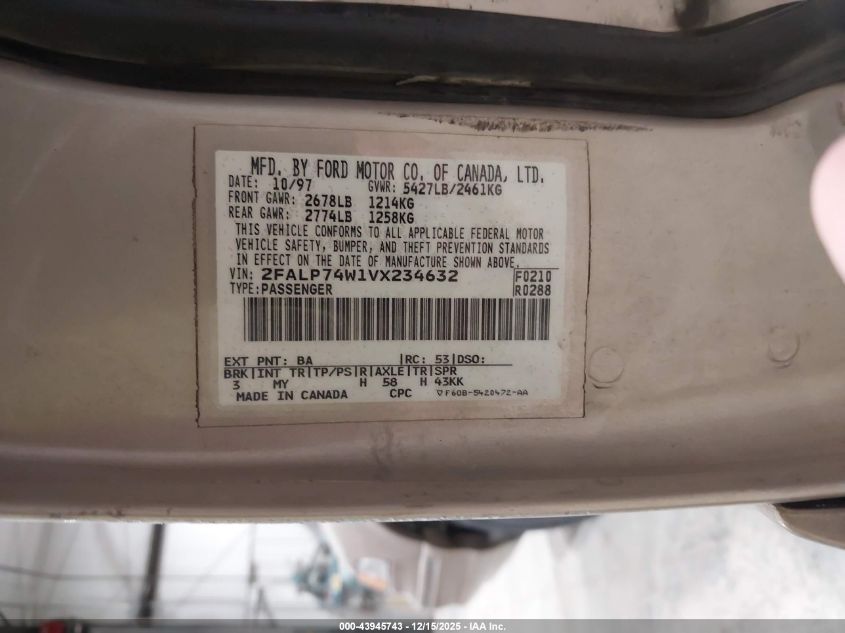 MFD. BY FORD MOTOR CO. OF CANADA, LTD.
DATE: 10/97 GVWR: 5427LB/2461KG
FRONT GAWR: 2678LB 1214KG
REAR GAWR: 2774LB 1258KG
THIS VEHICLE CONFORMS TO ALL APPLICABLE FEDERAL MOTOR
VEHICLE SAFETY, BUMPER, AND THEFT PREVENTION STANDARDS
IN EFFECT ON THE DATE OF MANUFACTURE SHOWN ABOVE.
VIN: 2FALP74W1VX234632 F0210
TYPE: PASSENGER R0288
EXT PNT: BA |RC: 53|DSO:
BRK|INT TR|TP/PS|R|AXLE|TR|SPR
3 MY H 58 H 43KK
MADE IN CANADA CPC ▽F60B-5420472-AA
000-43945743 - 12/15/2025 - IAA Inc.